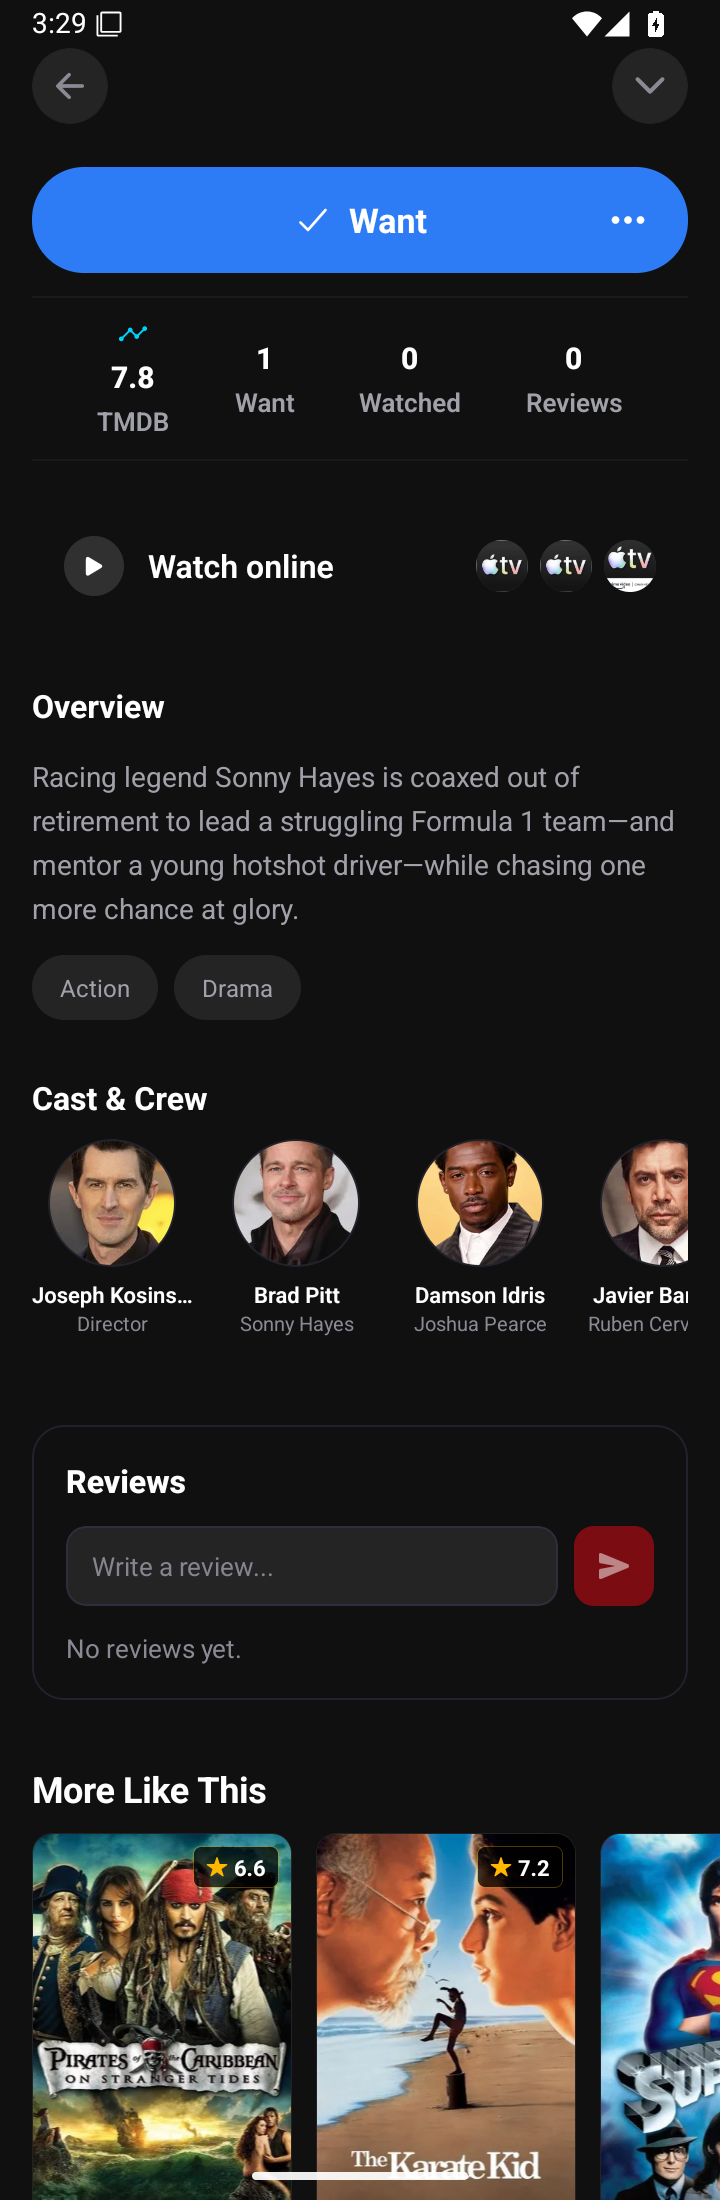 3:29
Want
7.8
TMDB
1
Want
0
Watched
0
Reviews
Watch online
tv
tv
tv
Overview
Racing legend Sonny Hayes is coaxed out of
retirement to lead a struggling Formula 1 team—and
mentor a young hotshot driver—while chasing one
more chance at glory.
Action
Drama
Cast & Crew
Joseph Kosins...
Director
Brad Pitt
Sonny Hayes
Damson Idris
Joshua Pearce
Javier Bar
Ruben Cerv
Reviews
Write a review...
No reviews yet.
More Like This
6.6
7.2
PIRATES of the CARIBBEAN
ON STRANGER TIDES
The Karate Kid
SUP